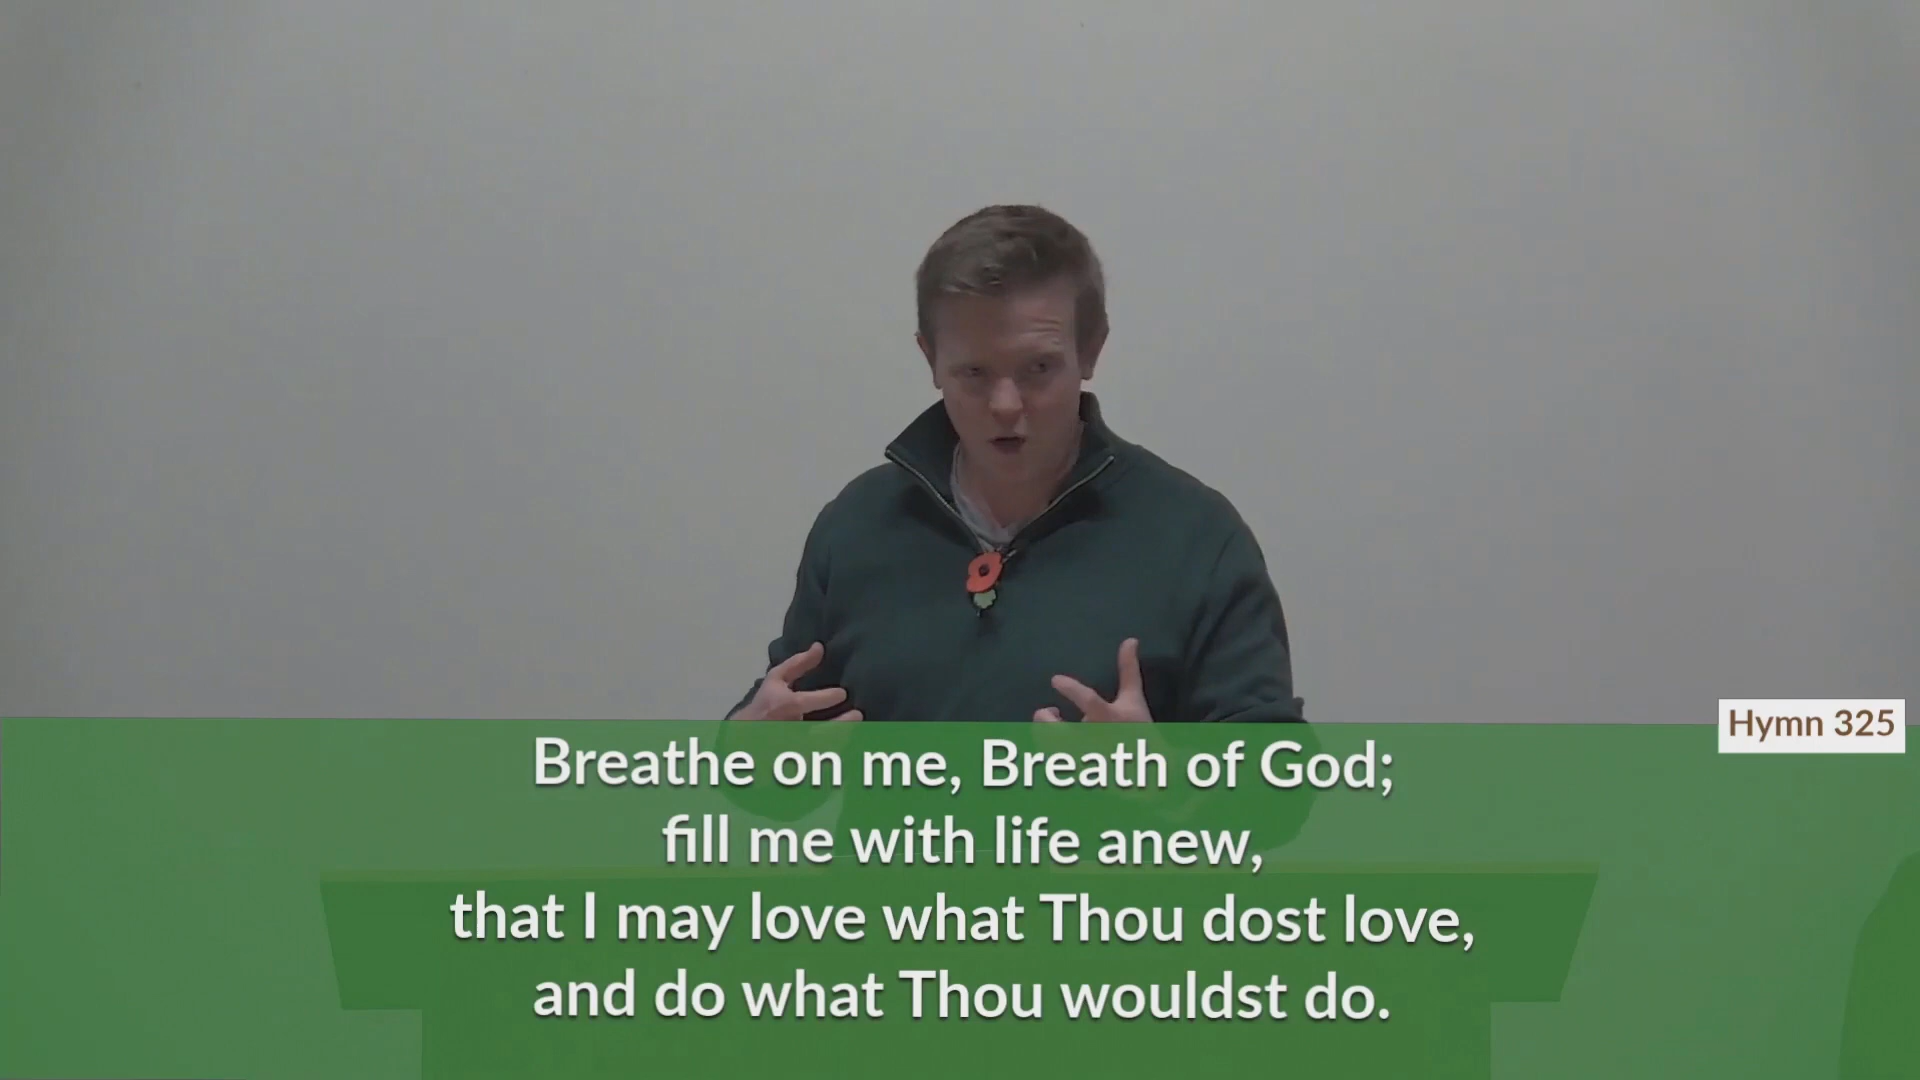 Hymn 325
Breathe on me, Breath of God;
fill me with life anew,
that I may love what Thou dost love,
and do what Thou wouldst do.